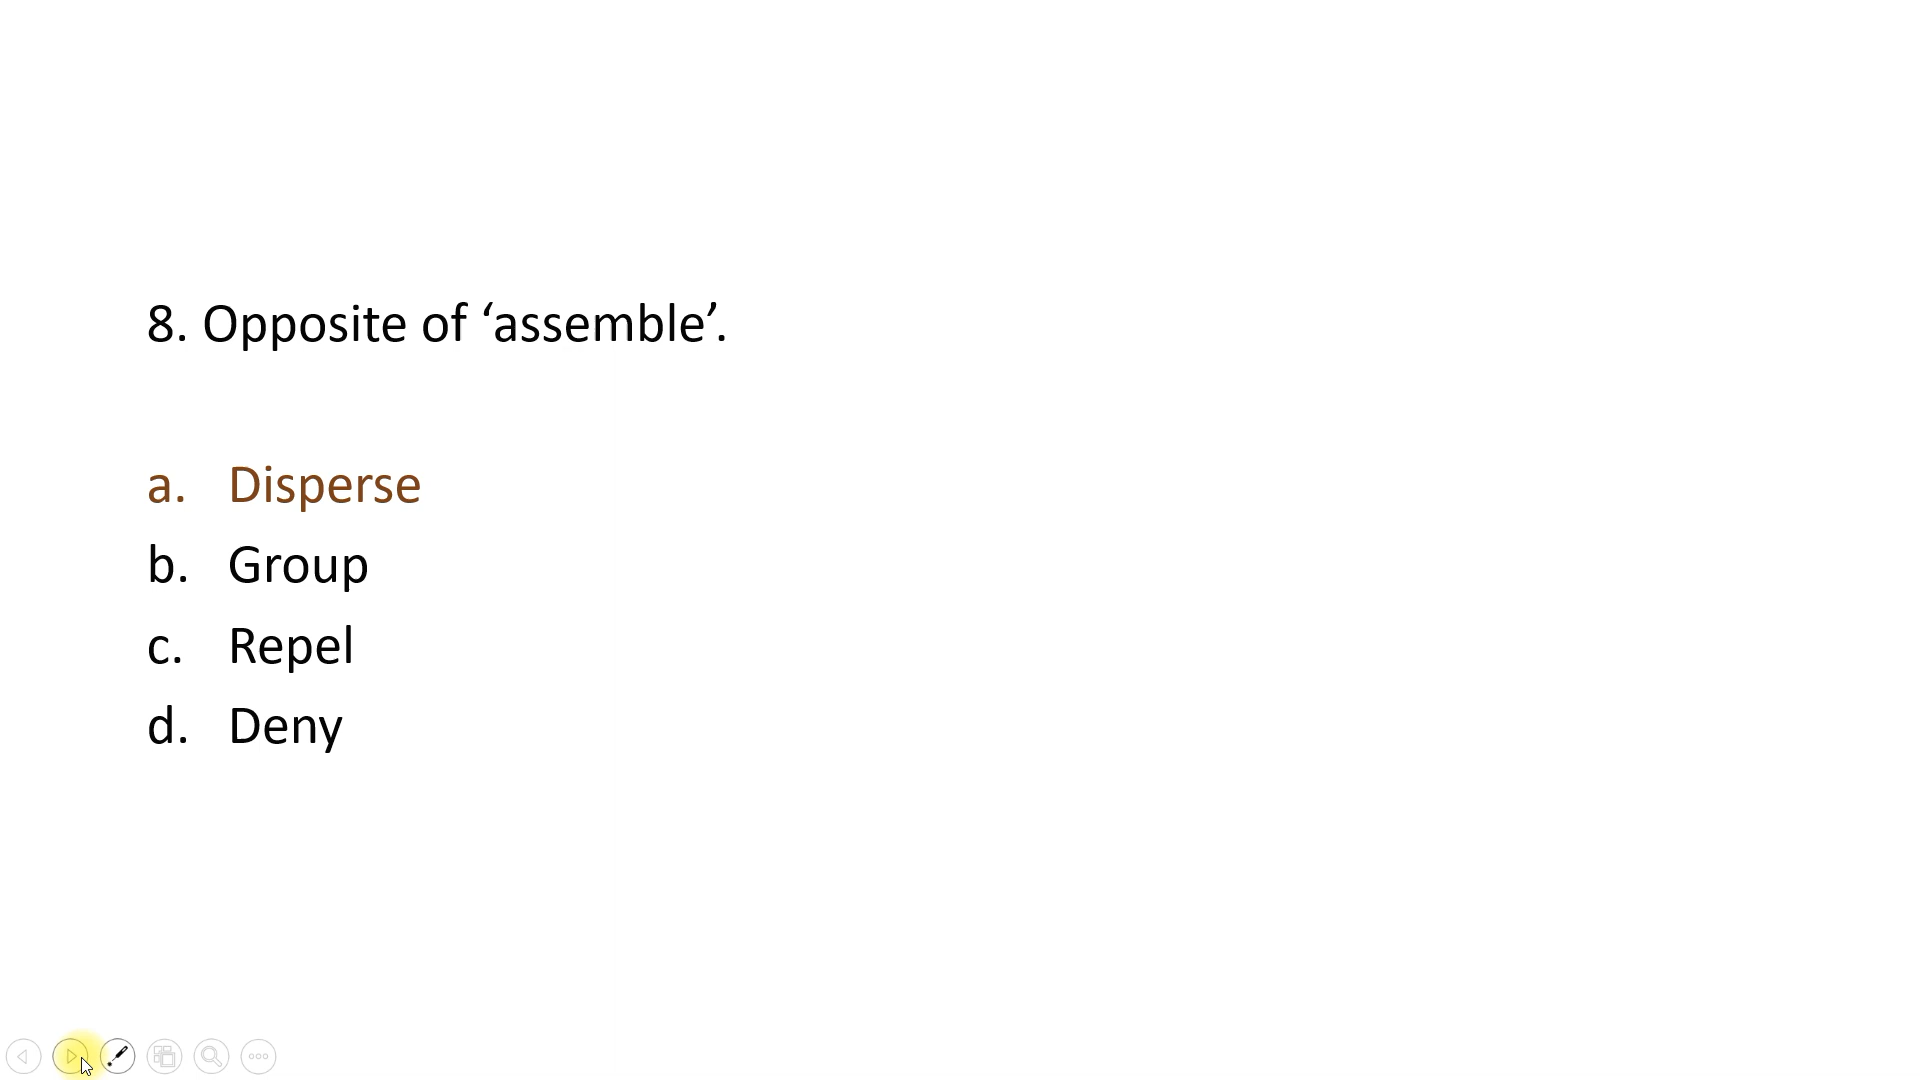 8. Opposite of ‘assemble’.
a. Disperse
b. Group
c. Repel
d. Deny